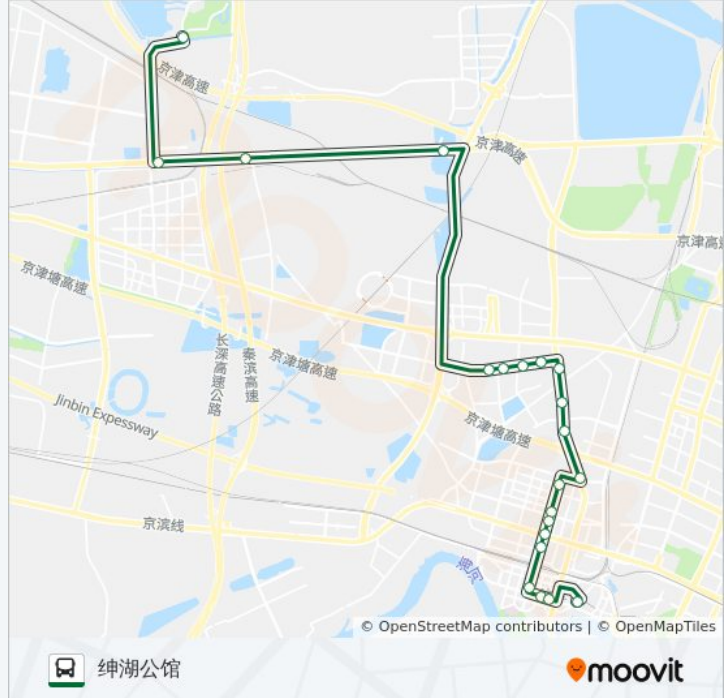 京津高速
京津高速
京津高速
京津塘高速
长深高速公路
秦滨高速
京津塘高速
Jinbin Expressway
京津塘高速
京滨线
© OpenStreetMap contributors | © OpenMapTiles
绅湖公馆
moovit